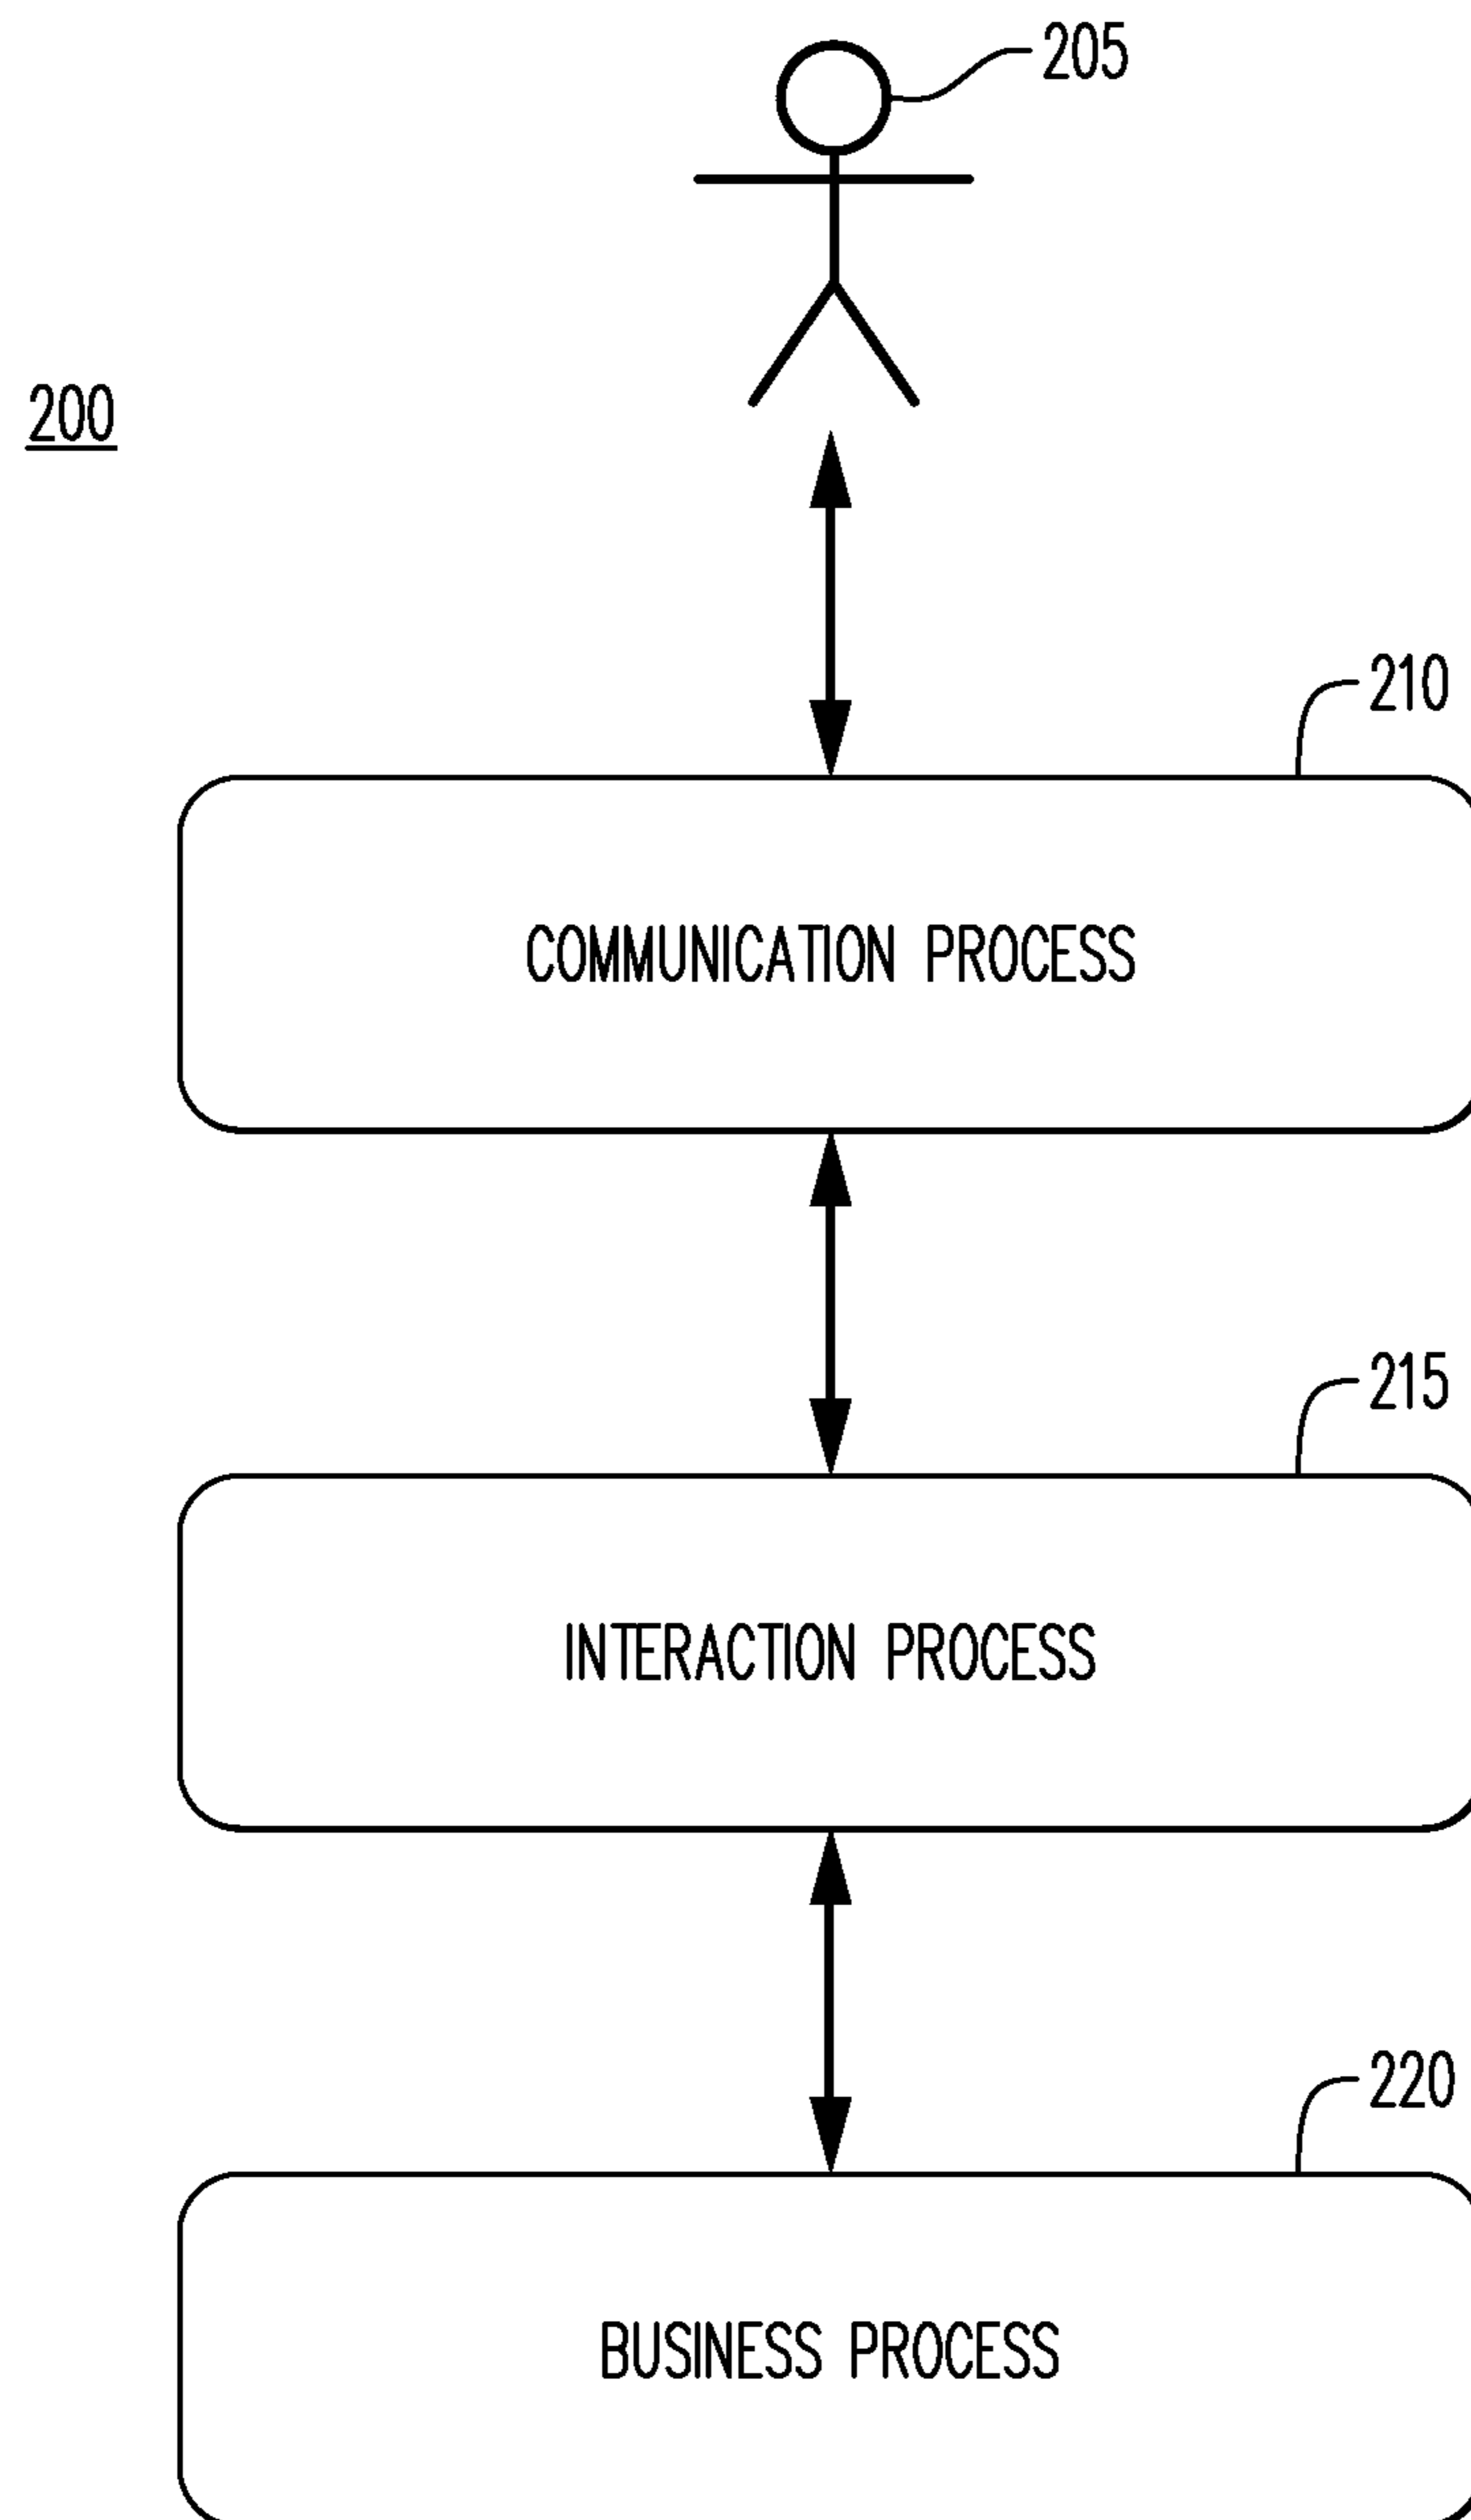 205
200
210
COMMUNICATION PROCESS
215
INTERACTION PROCESS
220
BUSINESS PROCESS